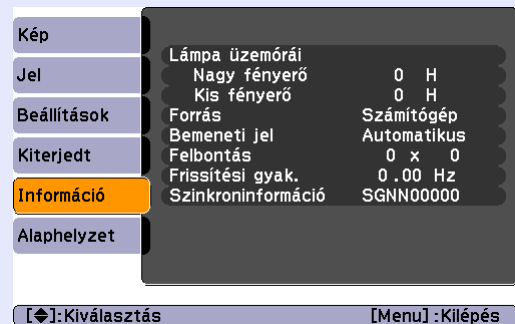 Kép
Jel
Beállítások
Kiterjedt
Információ
Alaphelyzet
Lámpa üzemórái
Nagy fényerő 0 H
Kis fényerő 0 H
Forrás Számítógép
Bemeneti jel Automatikus
Felbontás 0 x 0
Frissítési gyak. 0.00 Hz
Szinkroninformáció SGNN00000
[◆]:Kiválasztás [Menu]:Kilépés